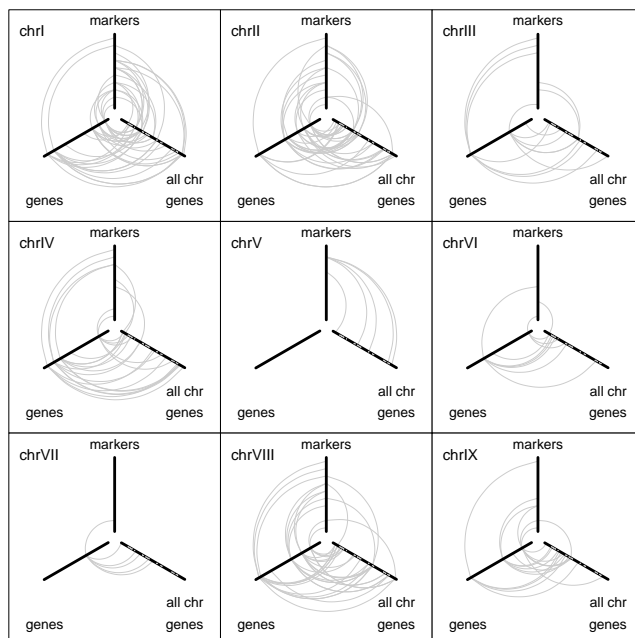 markers
chrI
all chr
genes
genes
markers
chrII
all chr
genes
genes
markers
chrIII
all chr
genes
genes
markers
chrIV
all chr
genes
genes
markers
chrV
all chr
genes
genes
markers
chrVI
all chr
genes
genes
markers
chrVII
all chr
genes
genes
markers
chrVIII
all chr
genes
genes
markers
chrIX
all chr
genes
genes